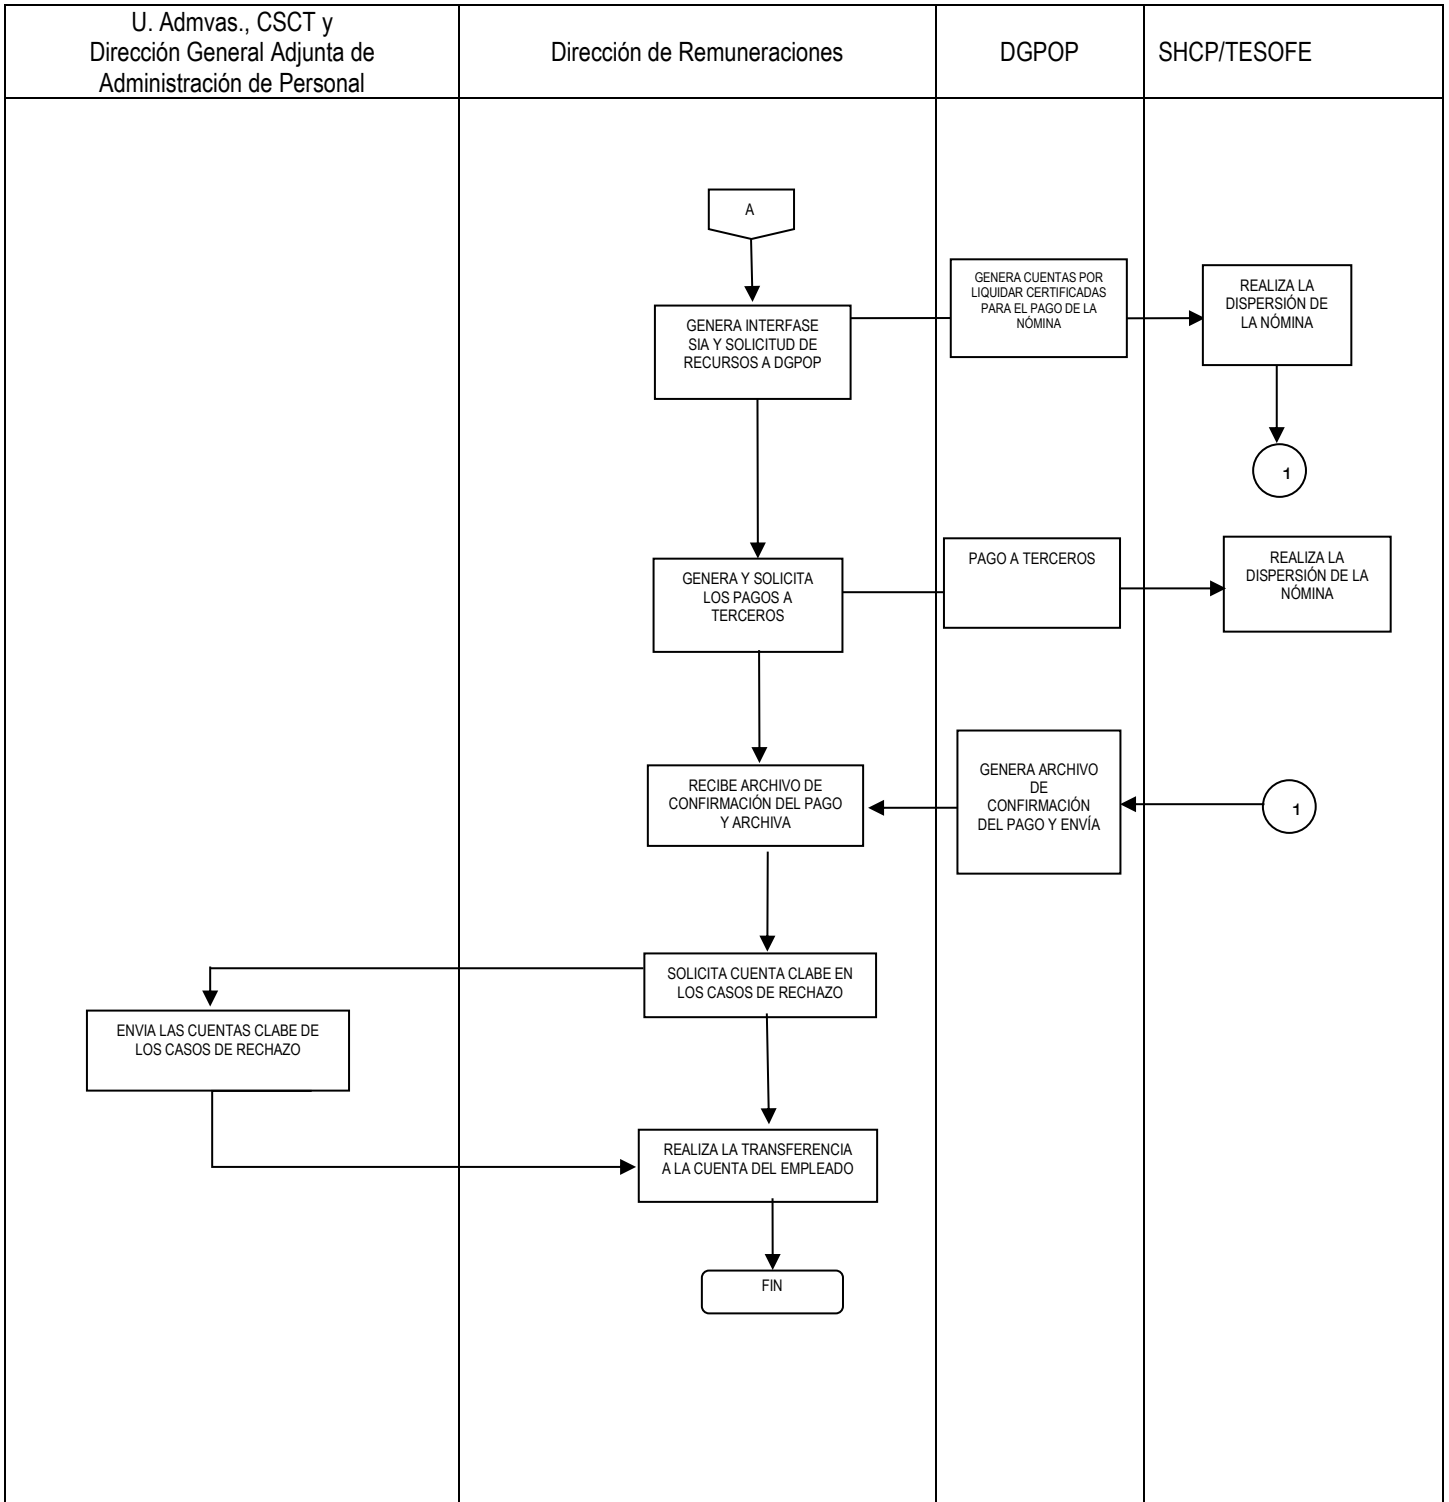 U. Admvas., CSCT y
Dirección General Adjunta de
Administración de Personal
Dirección de Remuneraciones
DGPOP
SHCP/TESOFE
A
GENERA INTERFASE
SIA Y SOLICITUD DE
RECURSOS A DGPOP
GENERA CUENTAS POR
LIQUIDAR CERTIFICADAS
PARA EL PAGO DE LA
NÓMINA
REALIZA LA
DISPERSIÓN DE
LA NÓMINA
1
GENERA Y SOLICITA
LOS PAGOS A
TERCEROS
PAGO A TERCEROS
REALIZA LA
DISPERSIÓN DE LA
NÓMINA
RECIBE ARCHIVO DE
CONFIRMACIÓN DEL PAGO
Y ARCHIVA
GENERA ARCHIVO
DE
CONFIRMACIÓN
DEL PAGO Y ENVÍA
1
SOLICITA CUENTA CLABE EN
LOS CASOS DE RECHAZO
ENVIA LAS CUENTAS CLABE DE
LOS CASOS DE RECHAZO
REALIZA LA TRANSFERENCIA
A LA CUENTA DEL EMPLEADO
FIN